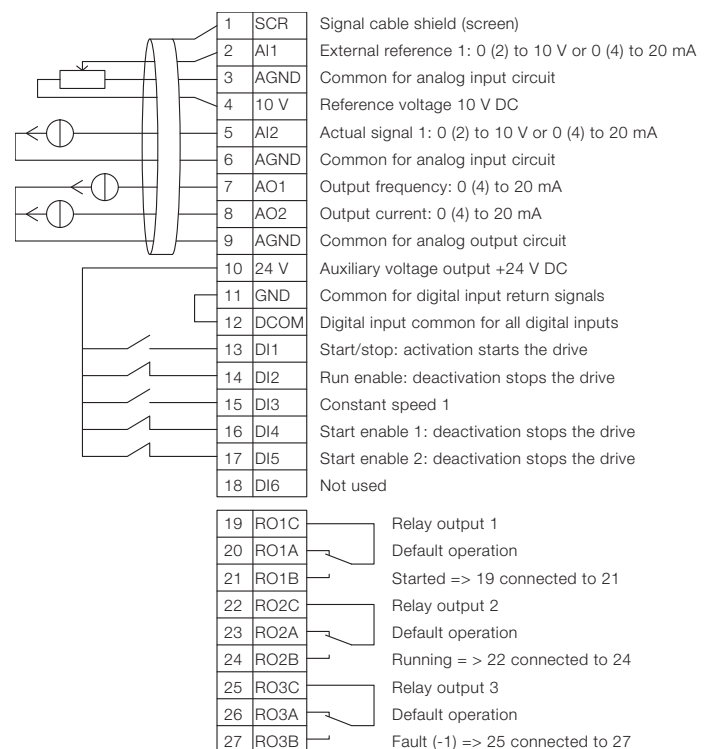 1 SCR Signal cable shield (screen)
2 AI1 External reference 1: 0 (2) to 10 V or 0 (4) to 20 mA
3 AGND Common for analog input circuit
4 10 V Reference voltage 10 V DC
5 AI2 Actual signal 1: 0 (2) to 10 V or 0 (4) to 20 mA
6 AGND Common for analog input circuit
7 AO1 Output frequency: 0 (4) to 20 mA
8 AO2 Output current: 0 (4) to 20 mA
9 AGND Common for analog output circuit
10 24 V Auxiliary voltage output +24 V DC
11 GND Common for digital input return signals
12 DCOM Digital input common for all digital inputs
13 DI1 Start/stop: activation starts the drive
14 DI2 Run enable: deactivation stops the drive
15 DI3 Constant speed 1
16 DI4 Start enable 1: deactivation stops the drive
17 DI5 Start enable 2: deactivation stops the drive
18 DI6 Not used
19 RO1C Relay output 1
20 RO1A Default operation
21 RO1B Started => 19 connected to 21
22 RO2C Relay output 2
23 RO2A Default operation
24 RO2B Running = > 22 connected to 24
25 RO3C Relay output 3
26 RO3A Default operation
27 RO3B Fault (-1) => 25 connected to 27